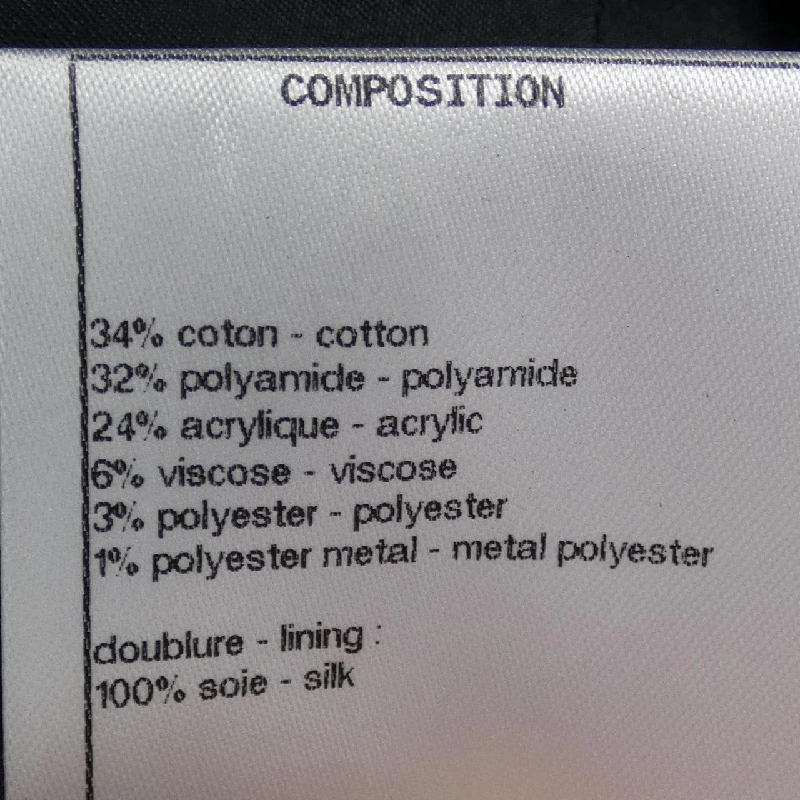 COMPOSITION
34% coton - cotton
32% polyamide - polyamide
24% acrylique - acrylic
6% viscose - viscose
3% polyester - polyester
1% polyester metal - metal polyester
doublure - lining :
100% soie - silk